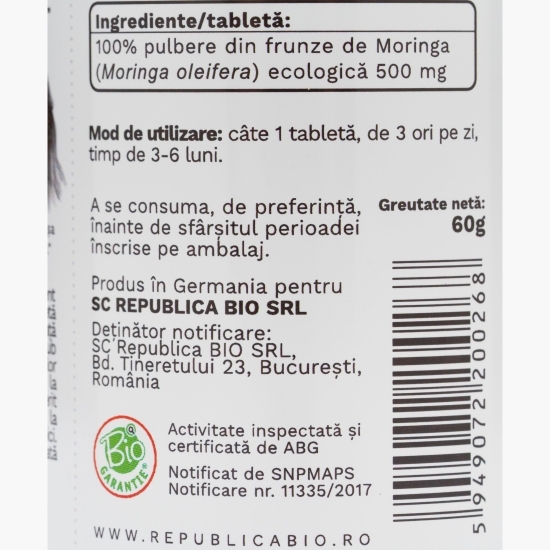 Ingrediente/tabletă:
100% pulbere din frunze de Moringa
(Moringa oleifera) ecologică 500 mg
Mod de utilizare: câte 1 tabletă, de 3 ori pe zi,
timp de 3-6 luni.
A se consuma, de preferință,
înainte de sfârșitul perioadei
înscrise pe ambalaj.
Greutate netă:
60g
Produs în Germania pentru
SC REPUBLICA BIO SRL
Deținător notificare:
SC Republica BIO SRL,
Bd. Tineretului 23, București,
România
@
Bio
GARANTIE®
Activitate inspectată și
certificată de ABG
Notificat de SNPMAPS
Notificare nr. 11335/2017
5949072200268
WWW.REPUBLICABIO.RO